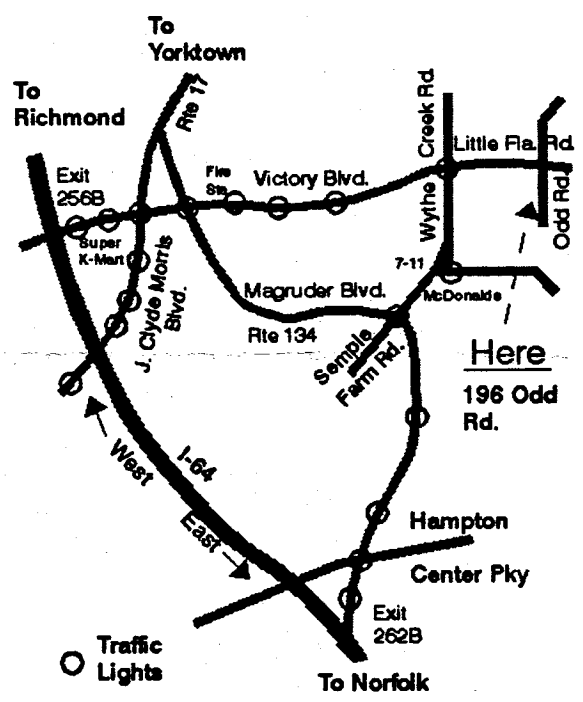 To
Yorktown
To
Richmond
Rte 17
Exit
256B
Fire
Sta.
Victory Blvd.
Wythe Creek Rd.
Little Fla. Rd.
Odd Rd.
Super
K-Mart
J. Clyde Morris
Blvd.
7-11
McDonalds
Magruder Blvd.
Rte 134
Semple
Farm Rd.
Here
196 Odd
Rd.
West
I-64
East
Hampton
Center Pky
Exit
262B
Traffic
Lights
To Norfolk